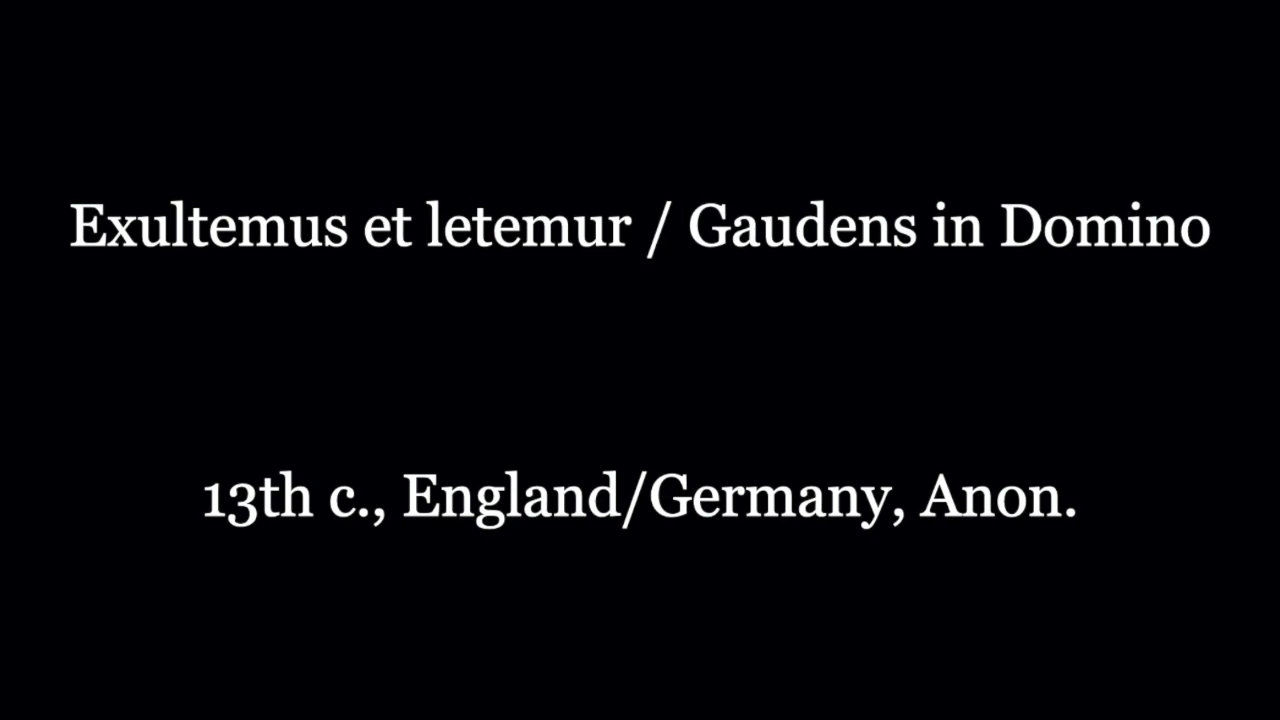 Exultemus et letemur / Gaudens in Domino
13th c., England/Germany, Anon.